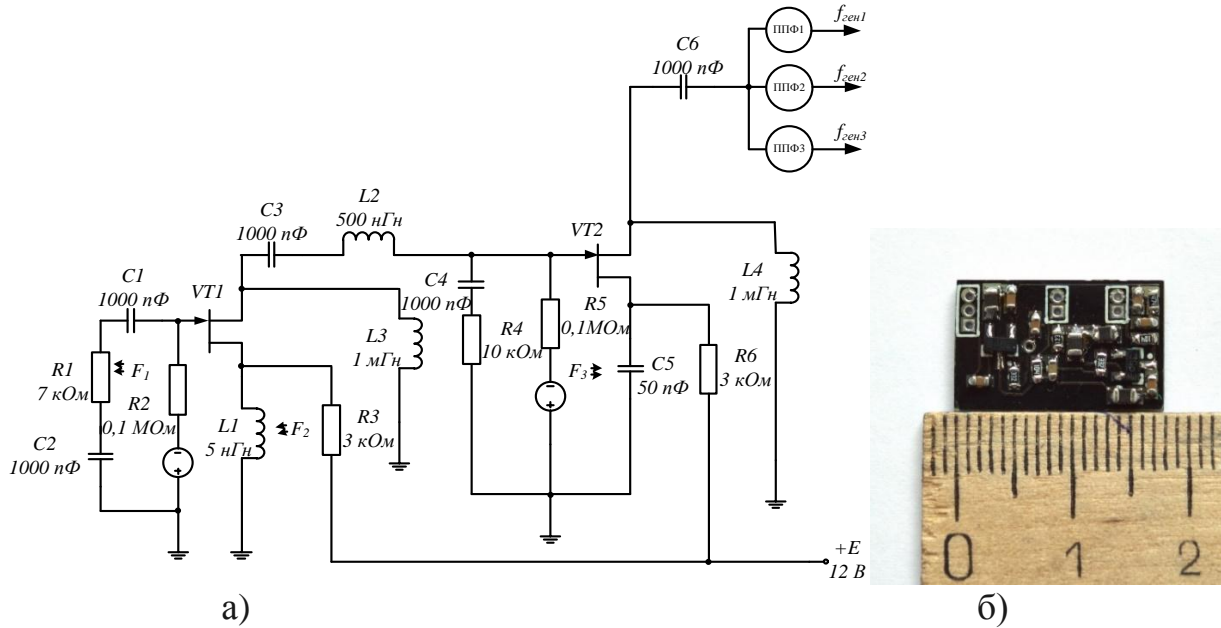 C6
1000 пФ
ППФ1
fген1
ППФ2
fген2
ППФ3
fген3
C3
1000 пФ
L2
500 нГн
VT2
C1
1000 пФ
VT1
L3
1 мГн
C4
1000 пФ
R4
10 кОм
R5
0,1МОм
F3
C5
50 пФ
R6
3 кОм
L4
1 мГн
R1
7 кОм
F1
R2
0,1 МОм
C2
1000 пФ
L1
5 нГн
F2
R3
3 кОм
+E
12 В
0 1 2
а)
б)